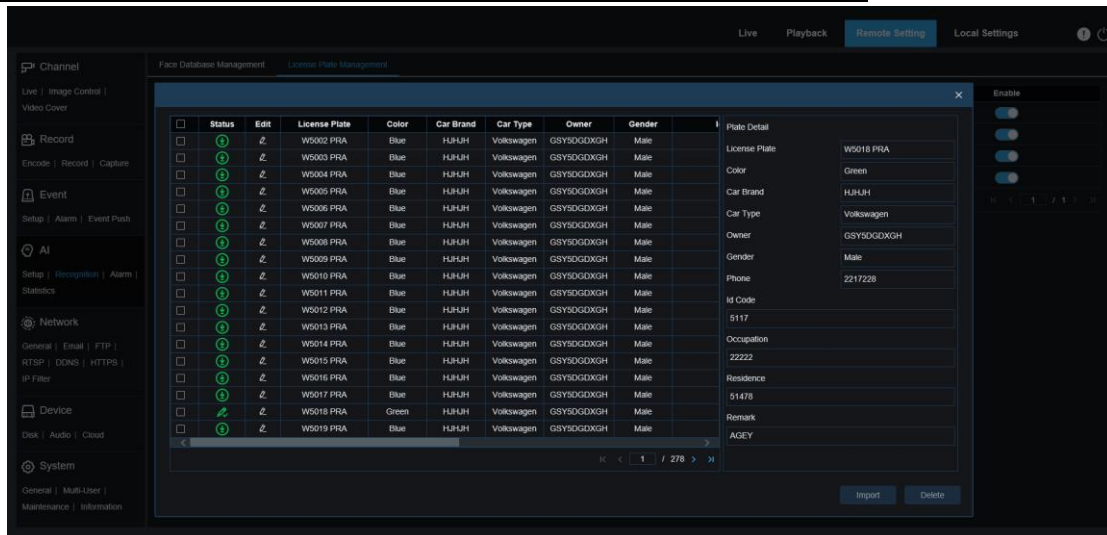 Live Playback Remote Setting Local Settings
Channel
Live | Image Control |
Video Cover
Record
Encode | Record | Capture
Event
Setup | Alarm | Event Push
AI
Setup | Recognition | Alarm |
Statistics
Network
General | Email | FTP |
RTSP | DDNS | HTTPS |
IP Filter
Device
Disk | Audio | Cloud
System
General | Multi-User |
Maintenance | Information
Face Database Management License Plate Management
Status Edit License Plate Color Car Brand Car Type Owner Gender
W5002 PRA Blue HJHJH Volkswagen GSY5DGDXGH Male
W5003 PRA Blue HJHJH Volkswagen GSY5DGDXGH Male
W5004 PRA Blue HJHJH Volkswagen GSY5DGDXGH Male
W5005 PRA Blue HJHJH Volkswagen GSY5DGDXGH Male
W5006 PRA Blue HJHJH Volkswagen GSY5DGDXGH Male
W5007 PRA Blue HJHJH Volkswagen GSY5DGDXGH Male
W5008 PRA Blue HJHJH Volkswagen GSY5DGDXGH Male
W5009 PRA Blue HJHJH Volkswagen GSY5DGDXGH Male
W5010 PRA Blue HJHJH Volkswagen GSY5DGDXGH Male
W5011 PRA Blue HJHJH Volkswagen GSY5DGDXGH Male
W5012 PRA Blue HJHJH Volkswagen GSY5DGDXGH Male
W5013 PRA Blue HJHJH Volkswagen GSY5DGDXGH Male
W5014 PRA Blue HJHJH Volkswagen GSY5DGDXGH Male
W5015 PRA Blue HJHJH Volkswagen GSY5DGDXGH Male
W5016 PRA Blue HJHJH Volkswagen GSY5DGDXGH Male
W5017 PRA Blue HJHJH Volkswagen GSY5DGDXGH Male
W5018 PRA Green HJHJH Volkswagen GSY5DGDXGH Male
W5019 PRA Blue HJHJH Volkswagen GSY5DGDXGH Male
1 / 278
Plate Detail
License Plate W5018 PRA
Color Green
Car Brand HJHJH
Car Type Volkswagen
Owner GSY5DGDXGH
Gender Male
Phone 2217228
Id Code
5117
Occupation
22222
Residence
51478
Remark
AGEY
Import Delete
Enable
1 / 1